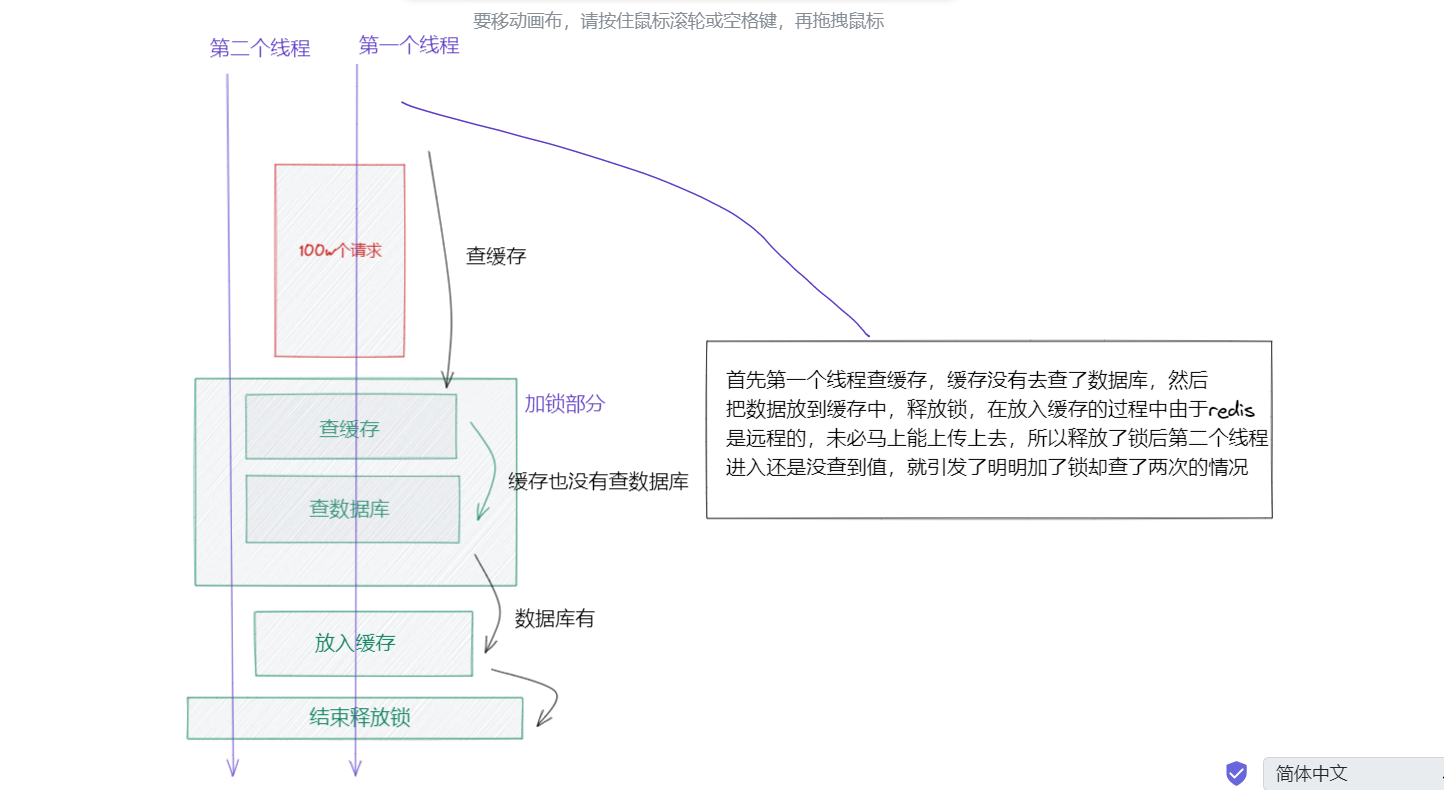 要移动画布，请按住鼠标滚轮或空格键，再拖拽鼠标
第二个线程
第一个线程
100w个请求
查缓存
加锁部分
查缓存
缓存也没有查数据库
查数据库
数据库有
放入缓存
结束释放锁
首先第一个线程查缓存，缓存没有去查了数据库，然后
把数据放到缓存中，释放锁，在放入缓存的过程中由于redis
是远程的，未必马上能上传上去，所以释放了锁后第二个线程
进入还是没查到值，就引发了明明加了锁却查了两次的情况
简体中文